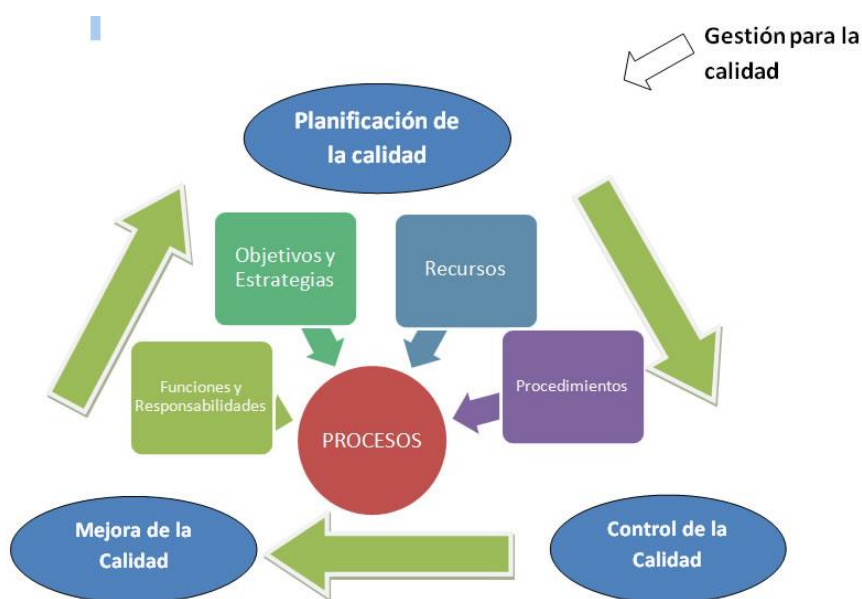 Gestión para la
calidad
Planificación de
la calidad
Objetivos y
Estrategias
Recursos
Funciones y
Responsabilidades
Procedimientos
PROCESOS
Mejora de la
Calidad
Control de la
Calidad